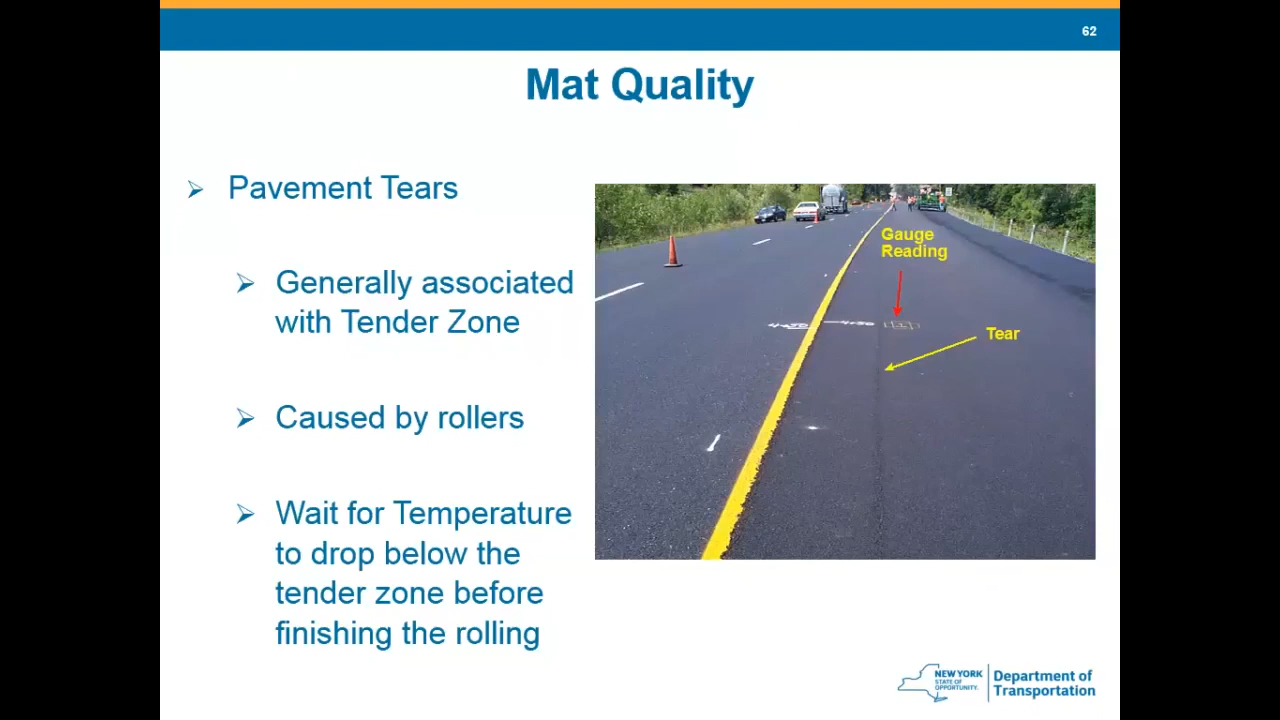 62
Mat Quality
Pavement Tears
Generally associated
with Tender Zone
Caused by rollers
Wait for Temperature
to drop below the
tender zone before
finishing the rolling
Gauge
Reading
Tear
NEW YORK
STATE OF
OPPORTUNITY.
Department of
Transportation